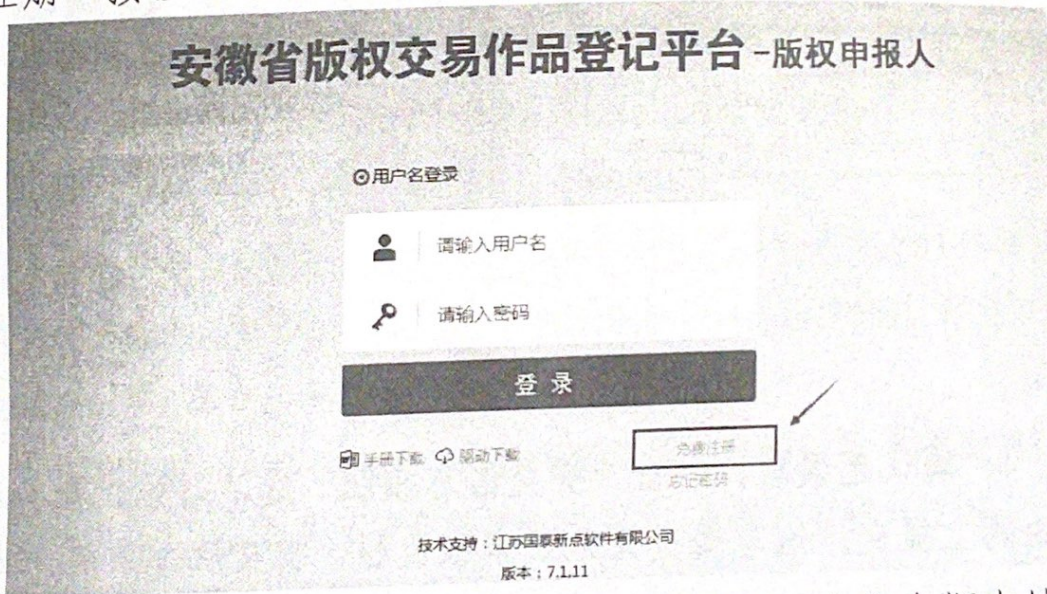 安徽省版权交易作品登记平台-版权申报人
用户名登录
请输入用户名
请输入密码
登 录
手册下载 驱动下载
免费注册
忘记密码
技术支持：江苏国泰新点软件有限公司
版本：7.1.11